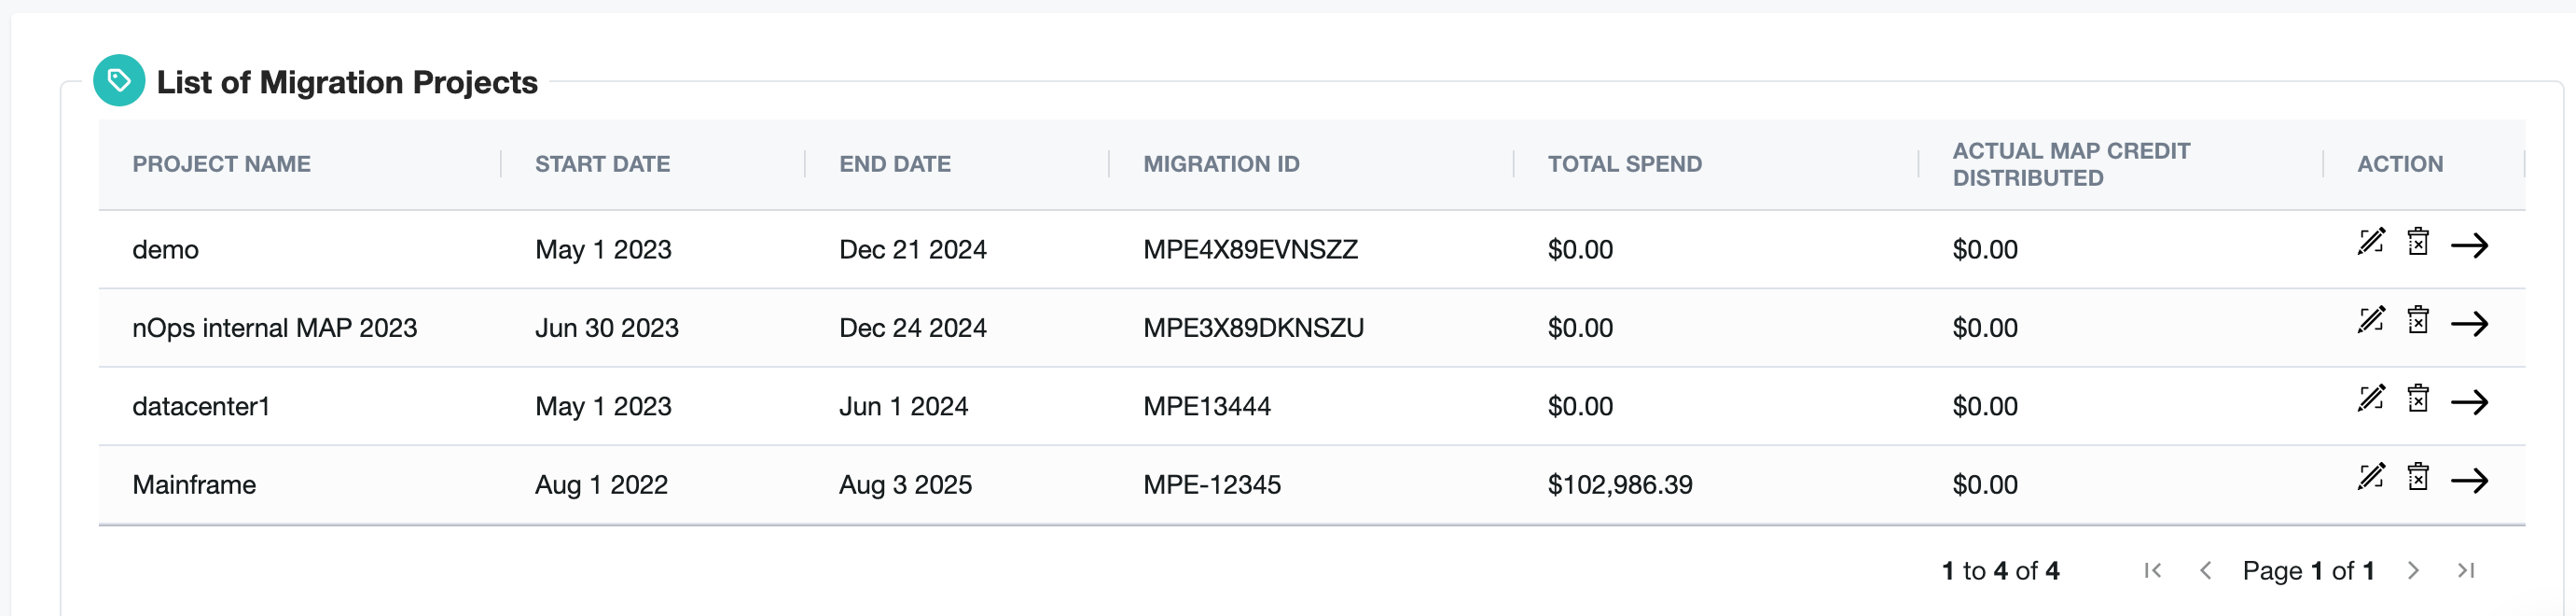 List of Migration Projects
PROJECT NAME START DATE END DATE MIGRATION ID TOTAL SPEND ACTUAL MAP CREDIT DISTRIBUTED ACTION
demo May 1 2023 Dec 21 2024 MPE4X89EVNSZZ $0.00 $0.00
nOps internal MAP 2023 Jun 30 2023 Dec 24 2024 MPE3X89DKNSZU $0.00 $0.00
datacenter1 May 1 2023 Jun 1 2024 MPE13444 $0.00 $0.00
Mainframe Aug 1 2022 Aug 3 2025 MPE-12345 $102,986.39 $0.00
1 to 4 of 4 Page 1 of 1